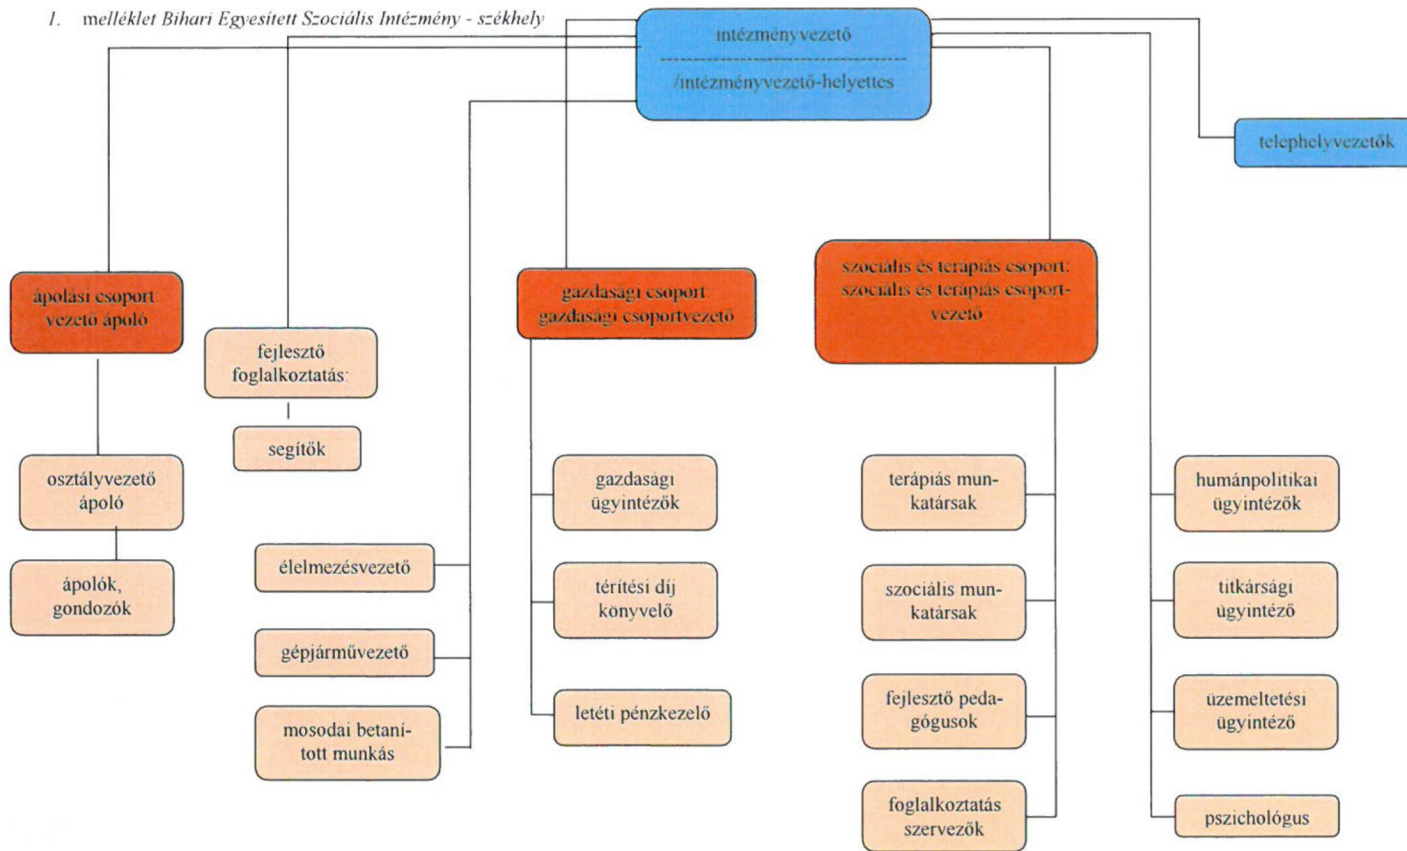 1. melléklet Bihari Egyesített Szociális Intézmény - székhely
intézményvezető
/intézményvezető-helyettes
telephelyvezetők
ápolási csoport:
vezető ápoló
fejlesztő
foglalkoztatás:
segítők
gazdasági csoport
gazdasági csoportvezető
szociális és terápiás csoport:
szociális és terápiás csoport-
vezető
osztályvezető
ápoló
ápolók,
gondozók
élelmezésvezető
gépjárművezető
mosodai betaní-
tott munkás
gazdasági
ügyintézők
térítési díj
könyvelő
letéti pénzkezelő
terápiás mun-
katársak
szociális mun-
katársak
fejlesztő peda-
gógusok
foglalkoztatás
szervezők
humánpolitikai
ügyintézők
titkársági
ügyintéző
üzemeltetési
ügyintéző
pszichológus